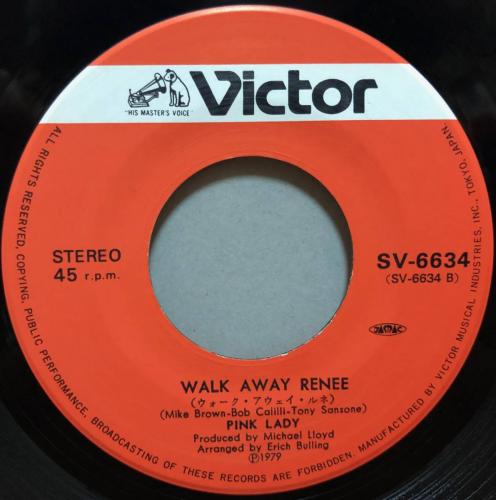 Victor
"HIS MASTER'S VOICE"
STEREO
45 r.p.m.
SV-6634
(SV-6634 B)
JASRAC
WALK AWAY RENEE
(ウォーク・アウェイ・ルネ)
(Mike Brown-Bob Calilli-Tony Sansone)
PINK LADY
Produced by Michael Lloyd
Arranged by Erich Bulling
Ⓟ1979
ALL RIGHTS RESERVED, COPYING, PUBLIC PERFORMANCE, BROADCASTING OF THESE RECORDS ARE FORBIDDEN. MANUFACTURED BY VICTOR MUSICAL INDUSTRIES, INC. TOKYO, JAPAN.